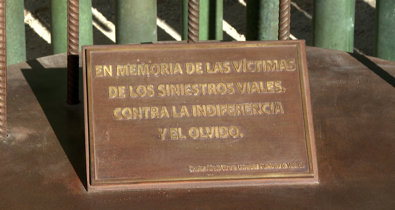 EN MEMORIA DE LAS VÍCTIMAS
DE LOS SINIESTROS VIALES.
CONTRA LA INDIFERENCIA
Y EL OLVIDO.